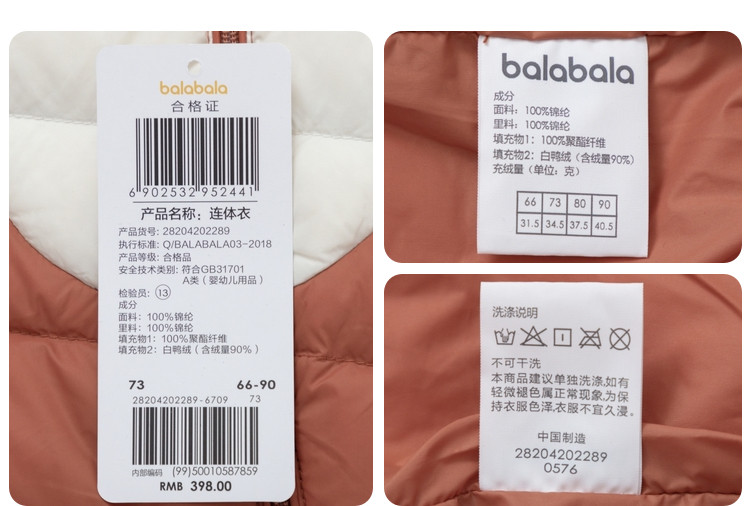 balabala
合格证
6 902532 952441
产品名称：连体衣
产品货号：28204202289
执行标准：Q/BALABALA03-2018
产品等级：合格品
安全技术类别：符合GB31701
A类（婴幼儿用品）
检验员：⑬
成分
面料：100%锦纶
里料：100%锦纶
填充物1：100%聚酯纤维
填充物2：白鸭绒（含绒量90%）
73 66-90
28204202289-6709 73
内部编码 (99)50010587859
RMB 398.00
balabala
成分
面料：100%锦纶
里料：100%锦纶
填充物1：100%聚酯纤维
填充物2：白鸭绒（含绒量90%）
充绒量（单位：克）
66 73 80 90
31.5 34.5 37.5 40.5
洗涤说明
不可干洗
本商品建议单独洗涤,如有
轻微褪色属正常现象,为保
持衣服色泽,衣服不宜久浸。
中国制造
28204202289
0576